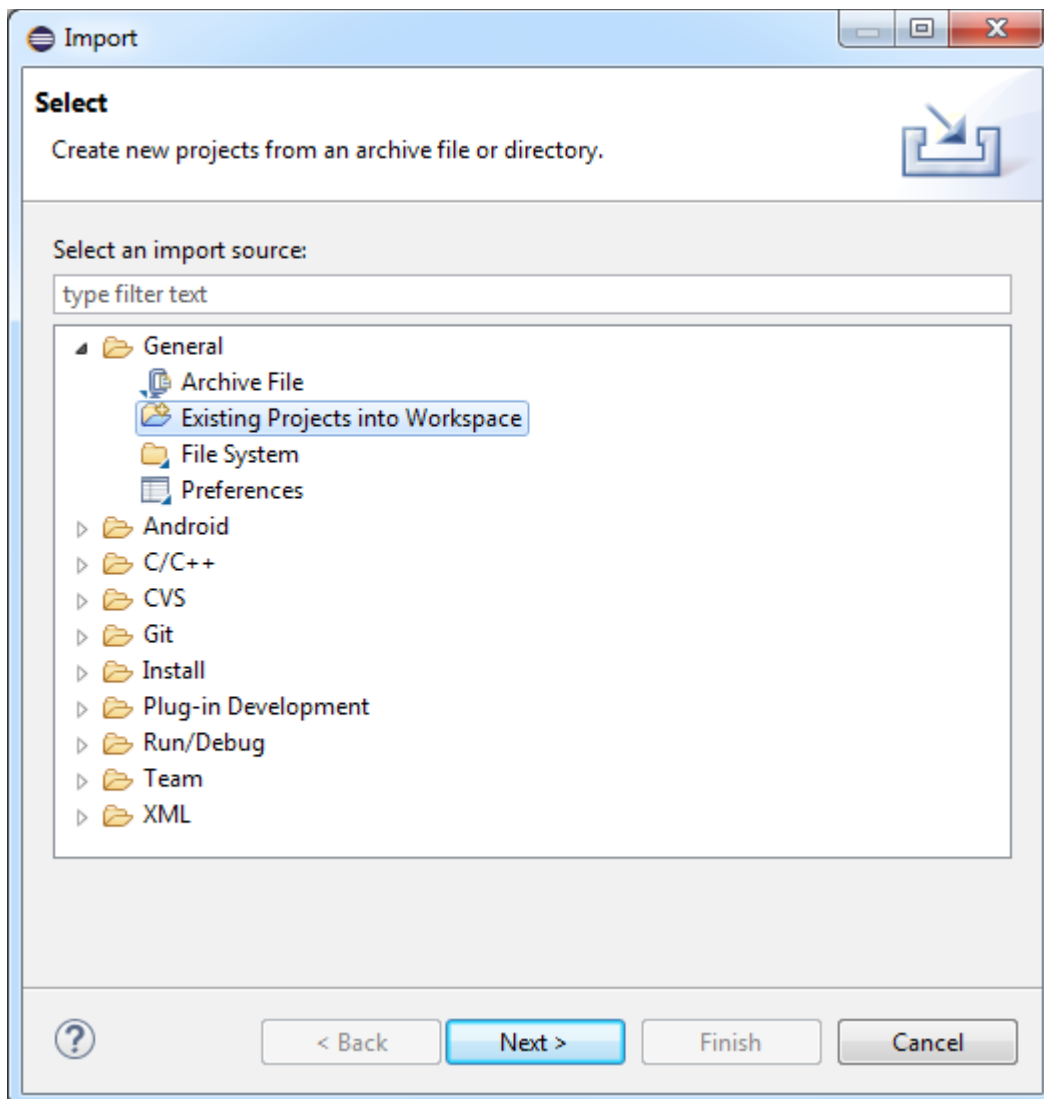 Import
Select
Create new projects from an archive file or directory.
Select an import source:
type filter text
General
Archive File
Existing Projects into Workspace
File System
Preferences
Android
C/C++
CVS
Git
Install
Plug-in Development
Run/Debug
Team
XML
? < Back Next > Finish Cancel